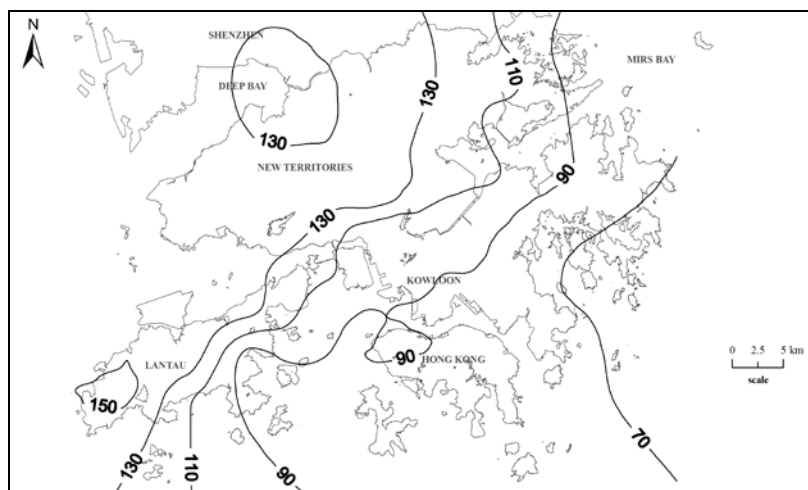 N
SHENZHEN
MIRS BAY
110
DEEP BAY
130
130
NEW TERRITORIES
90
130
KOWLOON
0 2.5 5 km
scale
LANTAU
90
HONG KONG
150
70
130
110
90